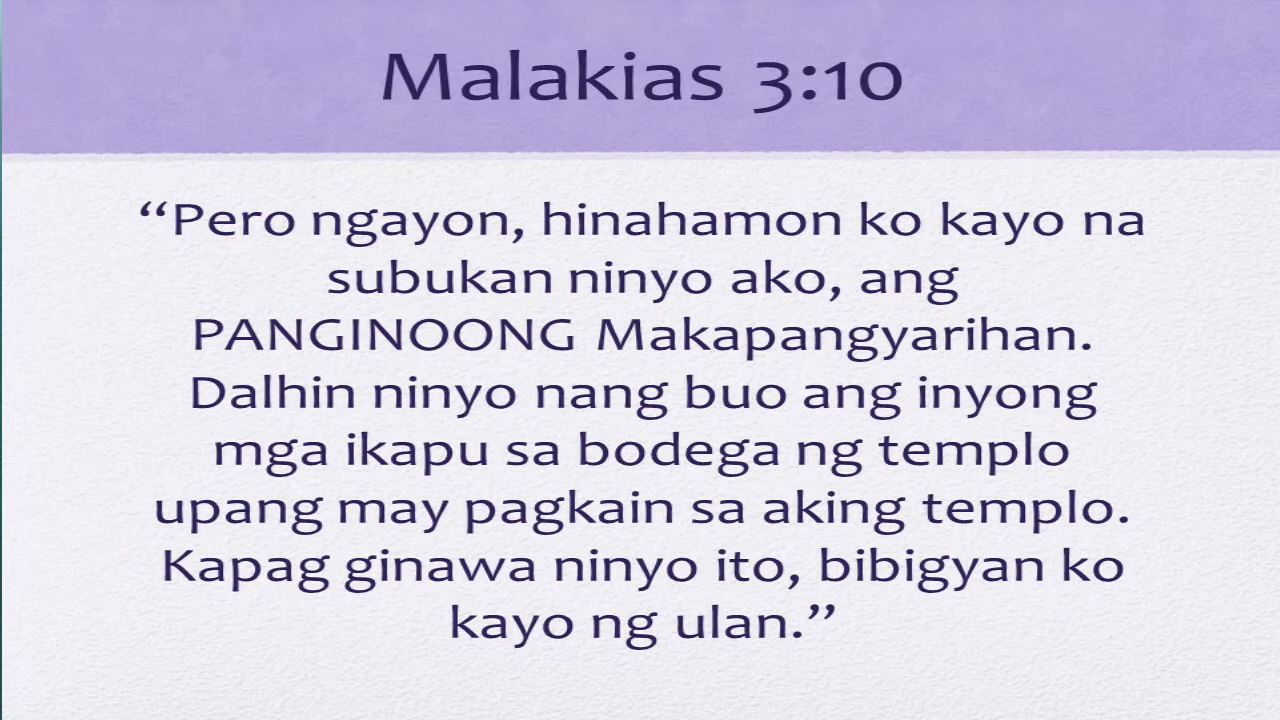 Malakias 3:10
“Pero ngayon, hinahamon ko kayo na
subukan ninyo ako, ang
PANGINOONG Makapangyarihan.
Dalhin ninyo nang buo ang inyong
mga ikapu sa bodega ng templo
upang may pagkain sa aking templo.
Kapag ginawa ninyo ito, bibigyan ko
kayo ng ulan.”